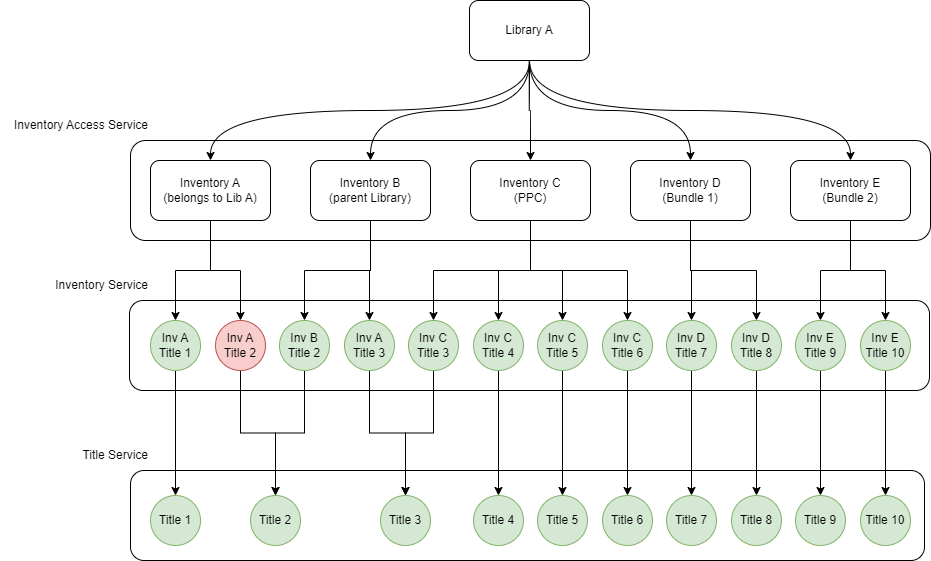 Library A
Inventory Access Service
Inventory A
(belongs to Lib A)
Inventory B
(parent Library)
Inventory C
(PPC)
Inventory D
(Bundle 1)
Inventory E
(Bundle 2)
Inventory Service
Inv A
Title 1
Inv A
Title 2
Inv B
Title 2
Inv A
Title 3
Inv C
Title 3
Inv C
Title 4
Inv C
Title 5
Inv C
Title 6
Inv D
Title 7
Inv D
Title 8
Inv E
Title 9
Inv E
Title 10
Title Service
Title 1
Title 2
Title 3
Title 4
Title 5
Title 6
Title 7
Title 8
Title 9
Title 10